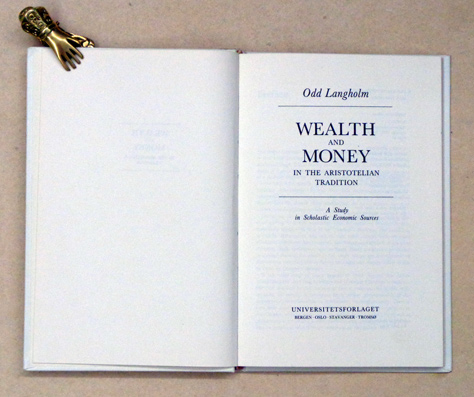 Odd Langholm
WEALTH
AND
MONEY
IN THE ARISTOTELIAN
TRADITION
A Study
in Scholastic Economic Sources
UNIVERSITETSFORLAGET
BERGEN · OSLO · STAVANGER · TROMSØ